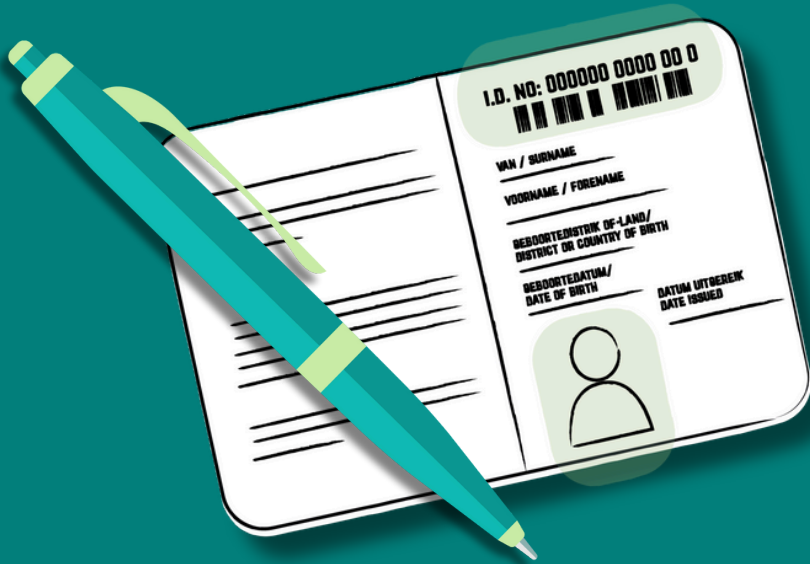 I.D. NO: 000000 0000 00 0
VAN / SURNAME
VOORNAME / FORENAME
GEBOORTEDISTRIK OF-LAND/
DISTRICT OR COUNTRY OF BIRTH
GEBOORTEDATUM/
DATE OF BIRTH
DATUM UITGEREIK
DATE ISSUED